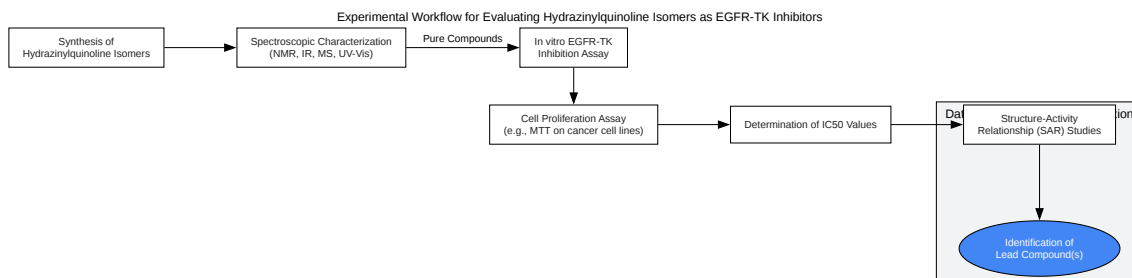 Experimental Workflow for Evaluating Hydrazinylquinoline Isomers as EGFR-TK Inhibitors
Synthesis of
Hydrazinylquinoline Isomers
Spectroscopic Characterization
(NMR, IR, MS, UV-Vis)
Pure Compounds
In vitro EGFR-TK
Inhibition Assay
Cell Proliferation Assay
(e.g., MTT on cancer cell lines)
Determination of IC50 Values
Structure-Activity
Relationship (SAR) Studies
Identification of
Lead Compound(s)